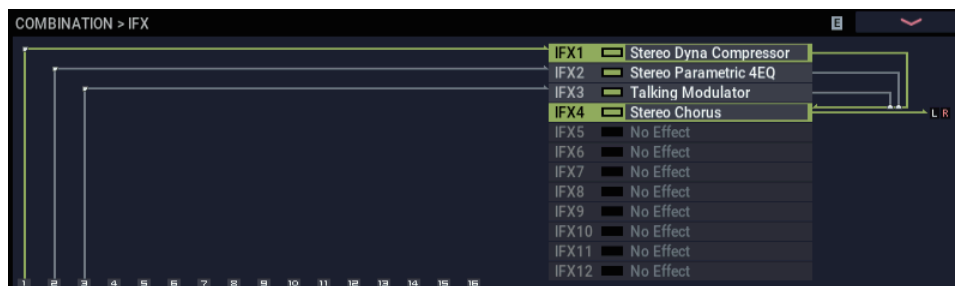 COMBINATION > IFX E
IFX1 Stereo Dyna Compressor
IFX2 Stereo Parametric 4EQ
IFX3 Talking Modulator
IFX4 Stereo Chorus L R
IFX5 No Effect
IFX6 No Effect
IFX7 No Effect
IFX8 No Effect
IFX9 No Effect
IFX10 No Effect
IFX11 No Effect
IFX12 No Effect
1 2 3 4 5 6 7 8 9 10 11 12 13 14 15 16